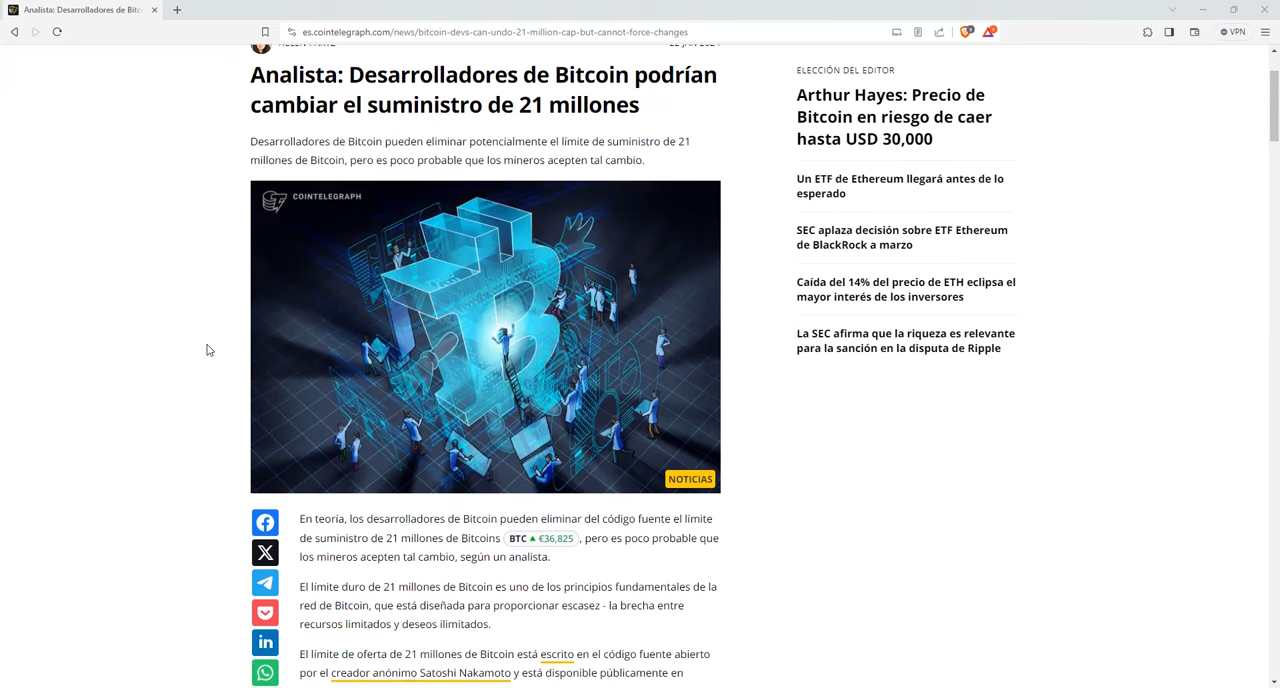 Analista: Desarrolladores de Bitco
es.cointelegraph.com/news/bitcoin-devs-can-undo-21-million-cap-but-cannot-force-changes
VPN
Analista: Desarrolladores de Bitcoin podrían
cambiar el suministro de 21 millones
Desarrolladores de Bitcoin pueden eliminar potencialmente el límite de suministro de 21
millones de Bitcoin, pero es poco probable que los mineros acepten tal cambio.
COINTELEGRAPH
NOTICIAS
En teoría, los desarrolladores de Bitcoin pueden eliminar del código fuente el límite
de suministro de 21 millones de Bitcoins BTC ▲ €36,825, pero es poco probable que
los mineros acepten tal cambio, según un analista.
El límite duro de 21 millones de Bitcoin es uno de los principios fundamentales de la
red de Bitcoin, que está diseñada para proporcionar escasez - la brecha entre
recursos limitados y deseos ilimitados.
El límite de oferta de 21 millones de Bitcoin está escrito en el código fuente abierto
por el creador anónimo Satoshi Nakamoto y está disponible públicamente en
ELECCIÓN DEL EDITOR
Arthur Hayes: Precio de
Bitcoin en riesgo de caer
hasta USD 30,000
Un ETF de Ethereum llegará antes de lo
esperado
SEC aplaza decisión sobre ETF Ethereum
de BlackRock a marzo
Caída del 14% del precio de ETH eclipsa el
mayor interés de los inversores
La SEC afirma que la riqueza es relevante
para la sanción en la disputa de Ripple